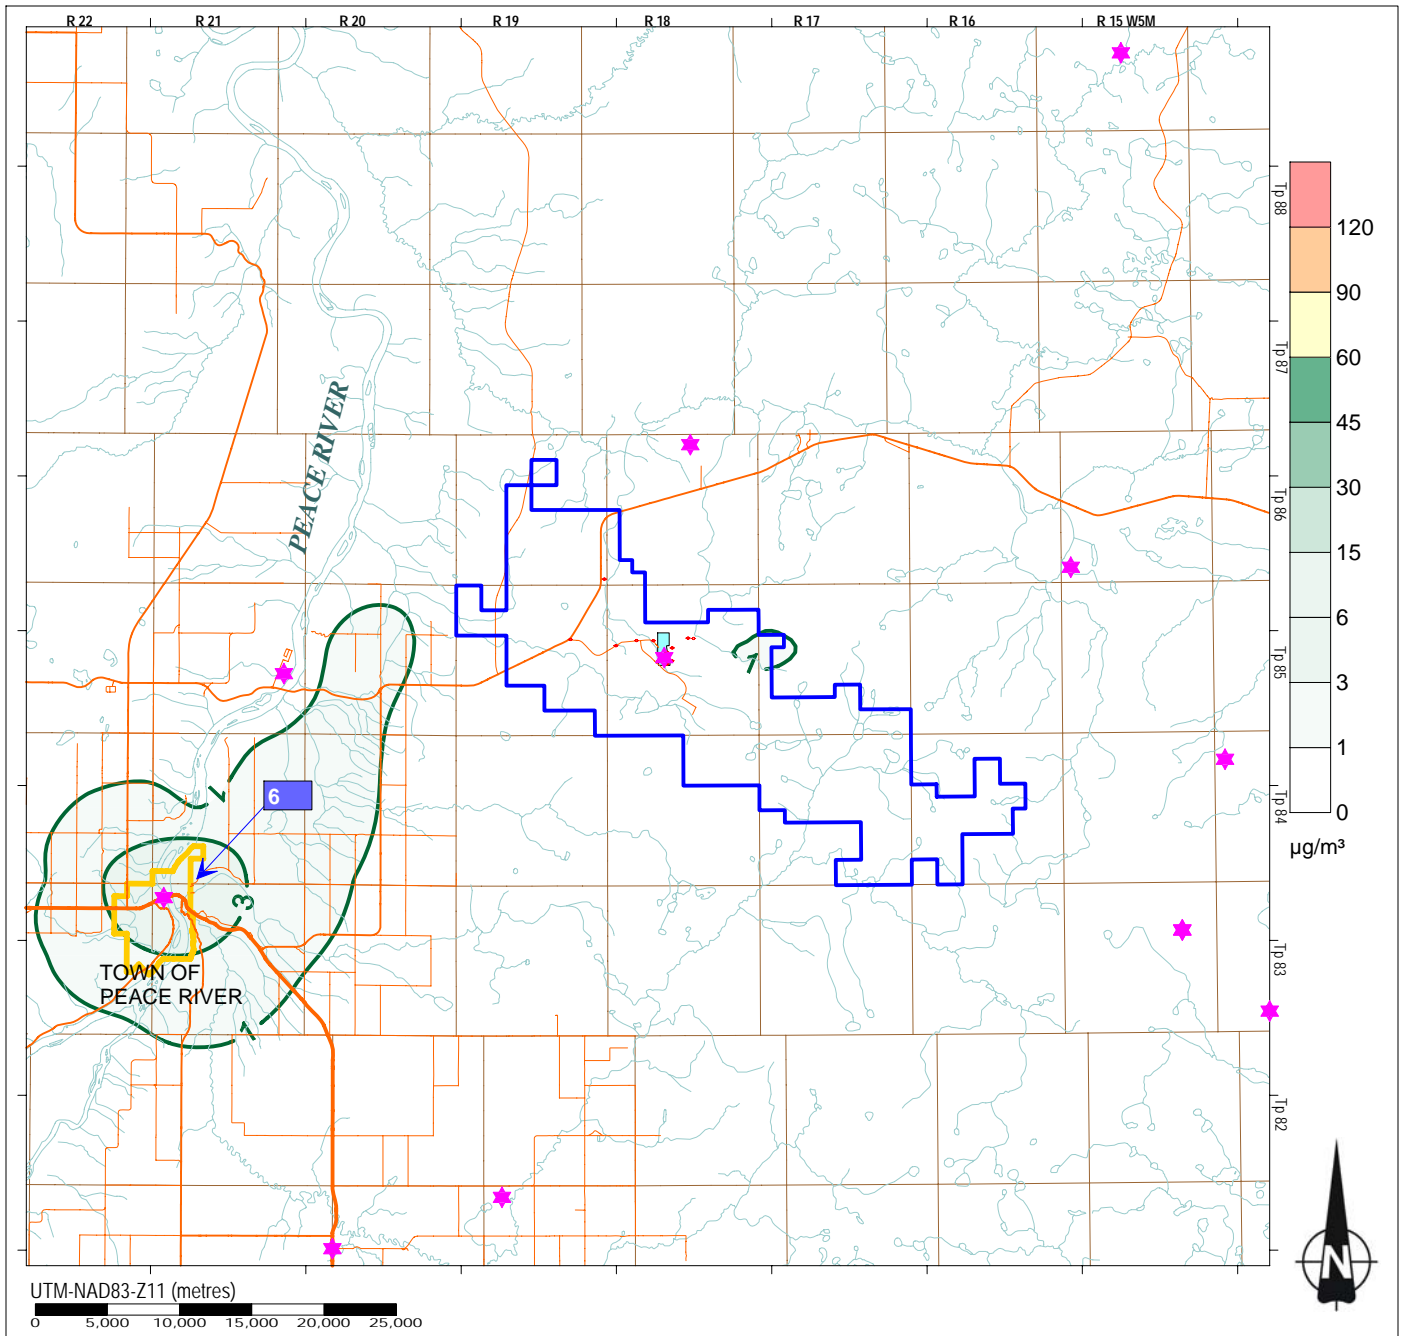 R 22 R 21 R 20 R 19 R 18 R 17 R 16 R 15 W5M
Tp 88
120
90
60
Tp 87
PEACE RIVER
45
30
Tp 86
15
6
Tp 85
1
3
1
1
6
Tp 84
0
µg/m³
3
Tp 83
TOWN OF
PEACE RIVER
1
Tp 82
N
UTM-NAD83-Z11 (metres)
0 5,000 10,000 15,000 20,000 25,000